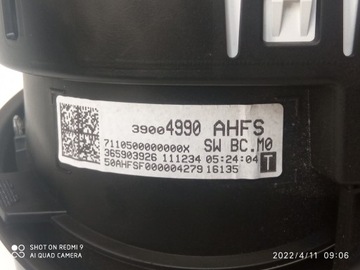 39004990 AHFS
7110500000000X SW BC.M0
365903926 111234 05:24:04
50AHFSF000004279 16135 T
SHOT ON REDMI 9
AI QUAD CAMERA
2022/4/11 09:06